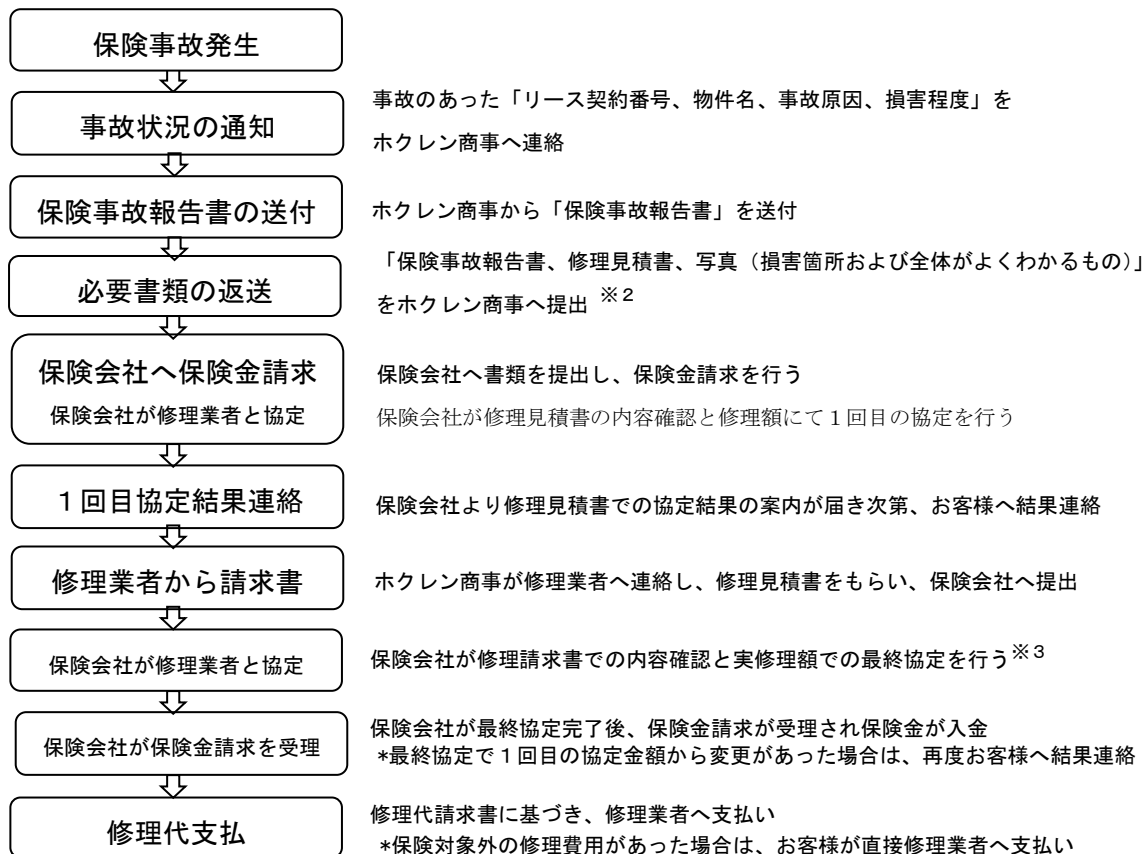 保険事故発生
事故状況の通知
事故のあった「リース契約番号、物件名、事故原因、損害程度」を
ホクレン商事へ連絡
保険事故報告書の送付
ホクレン商事から「保険事故報告書」を送付
必要書類の返送
「保険事故報告書、修理見積書、写真（損害箇所および全体がよくわかるもの）」
をホクレン商事へ提出 ※2
保険会社へ保険金請求
保険会社が修理業者と協定
保険会社へ書類を提出し、保険金請求を行う
保険会社が修理見積書の内容確認と修理額にて１回目の協定を行う
１回目協定結果連絡
保険会社より修理見積書での協定結果の案内が届き次第、お客様へ結果連絡
修理業者から請求書
ホクレン商事が修理業者へ連絡し、修理見積書をもらい、保険会社へ提出
保険会社が修理業者と協定
保険会社が修理請求書での内容確認と実修理額での最終協定を行う※3
保険会社が保険金請求を受理
保険会社が最終協定完了後、保険金請求が受理され保険金が入金
*最終協定で１回目の協定金額から変更があった場合は、再度お客様へ結果連絡
修理代支払
修理代請求書に基づき、修理業者へ支払い
*保険対象外の修理費用があった場合は、お客様が直接修理業者へ支払い